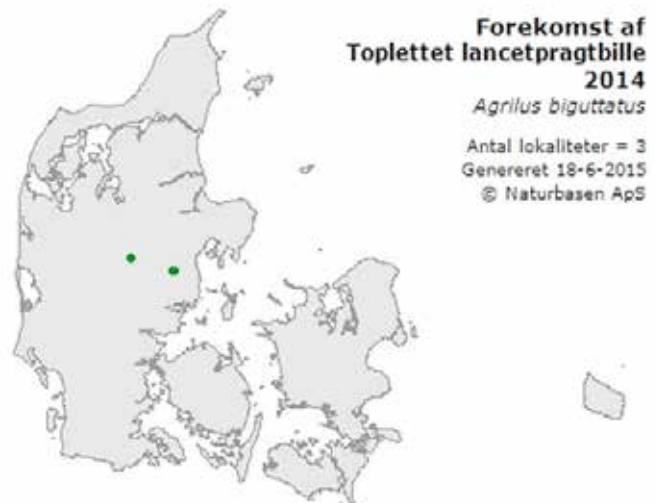 Forekomst af
Toplettet lancetpragtbille
2014
Agrilus biguttatus
Antal lokaliteter = 3
Genereret 18-6-2015
© Naturbasen ApS